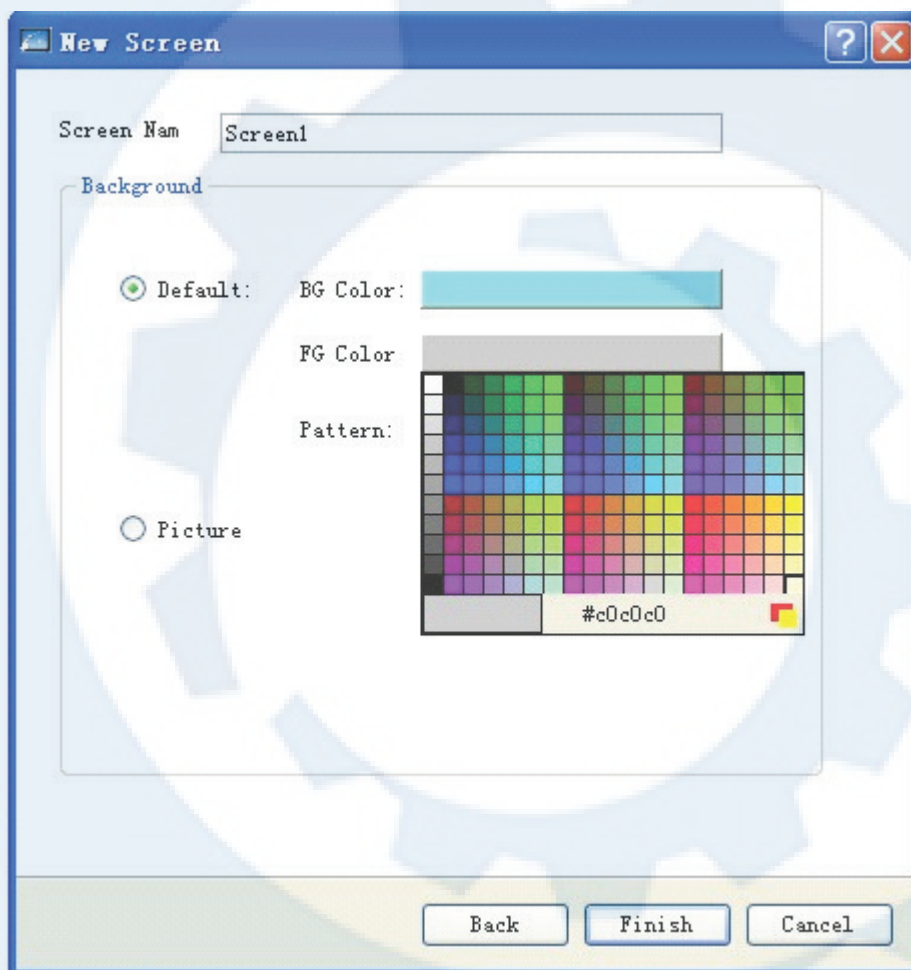 New Screen
Screen Nam
Screen1
Background
Default:
BG Color:
FG Color
Pattern:
Picture
#c0c0c0
Back
Finish
Cancel